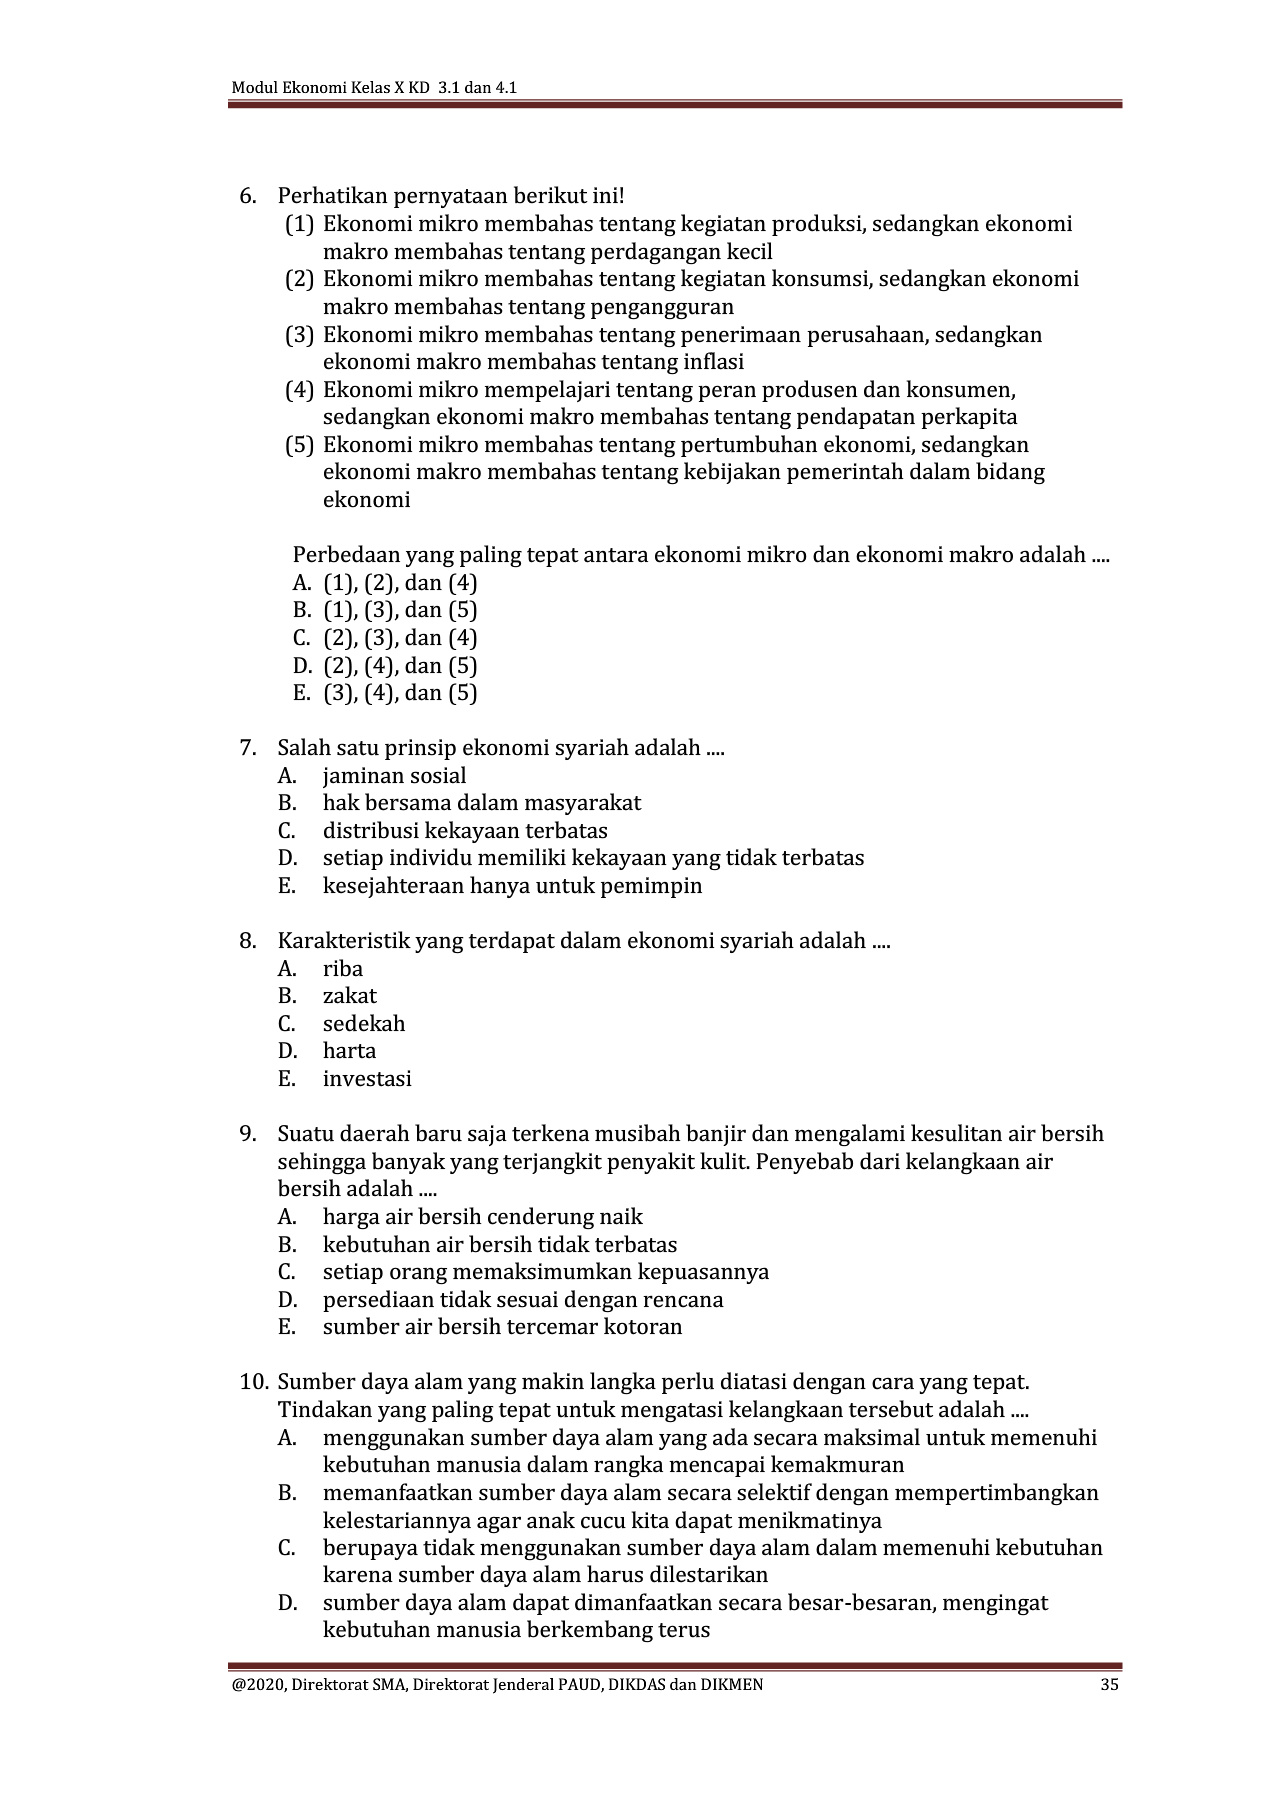 Modul Ekonomi Kelas X KD 3.1 dan 4.1
6. Perhatikan pernyataan berikut ini!
(1) Ekonomi mikro membahas tentang kegiatan produksi, sedangkan ekonomi
makro membahas tentang perdagangan kecil
(2) Ekonomi mikro membahas tentang kegiatan konsumsi, sedangkan ekonomi
makro membahas tentang pengangguran
(3) Ekonomi mikro membahas tentang penerimaan perusahaan, sedangkan
ekonomi makro membahas tentang inflasi
(4) Ekonomi mikro mempelajari tentang peran produsen dan konsumen,
sedangkan ekonomi makro membahas tentang pendapatan perkapita
(5) Ekonomi mikro membahas tentang pertumbuhan ekonomi, sedangkan
ekonomi makro membahas tentang kebijakan pemerintah dalam bidang
ekonomi
Perbedaan yang paling tepat antara ekonomi mikro dan ekonomi makro adalah ....
A. (1), (2), dan (4)
B. (1), (3), dan (5)
C. (2), (3), dan (4)
D. (2), (4), dan (5)
E. (3), (4), dan (5)
7. Salah satu prinsip ekonomi syariah adalah ....
A. jaminan sosial
B. hak bersama dalam masyarakat
C. distribusi kekayaan terbatas
D. setiap individu memiliki kekayaan yang tidak terbatas
E. kesejahteraan hanya untuk pemimpin
8. Karakteristik yang terdapat dalam ekonomi syariah adalah ....
A. riba
B. zakat
C. sedekah
D. harta
E. investasi
9. Suatu daerah baru saja terkena musibah banjir dan mengalami kesulitan air bersih
sehingga banyak yang terjangkit penyakit kulit. Penyebab dari kelangkaan air
bersih adalah ....
A. harga air bersih cenderung naik
B. kebutuhan air bersih tidak terbatas
C. setiap orang memaksimumkan kepuasannya
D. persediaan tidak sesuai dengan rencana
E. sumber air bersih tercemar kotoran
10. Sumber daya alam yang makin langka perlu diatasi dengan cara yang tepat.
Tindakan yang paling tepat untuk mengatasi kelangkaan tersebut adalah ....
A. menggunakan sumber daya alam yang ada secara maksimal untuk memenuhi
kebutuhan manusia dalam rangka mencapai kemakmuran
B. memanfaatkan sumber daya alam secara selektif dengan mempertimbangkan
kelestariannya agar anak cucu kita dapat menikmatinya
C. berupaya tidak menggunakan sumber daya alam dalam memenuhi kebutuhan
karena sumber daya alam harus dilestarikan
D. sumber daya alam dapat dimanfaatkan secara besar-besaran, mengingat
kebutuhan manusia berkembang terus
@2020, Direktorat SMA, Direktorat Jenderal PAUD, DIKDAS dan DIKMEN 35